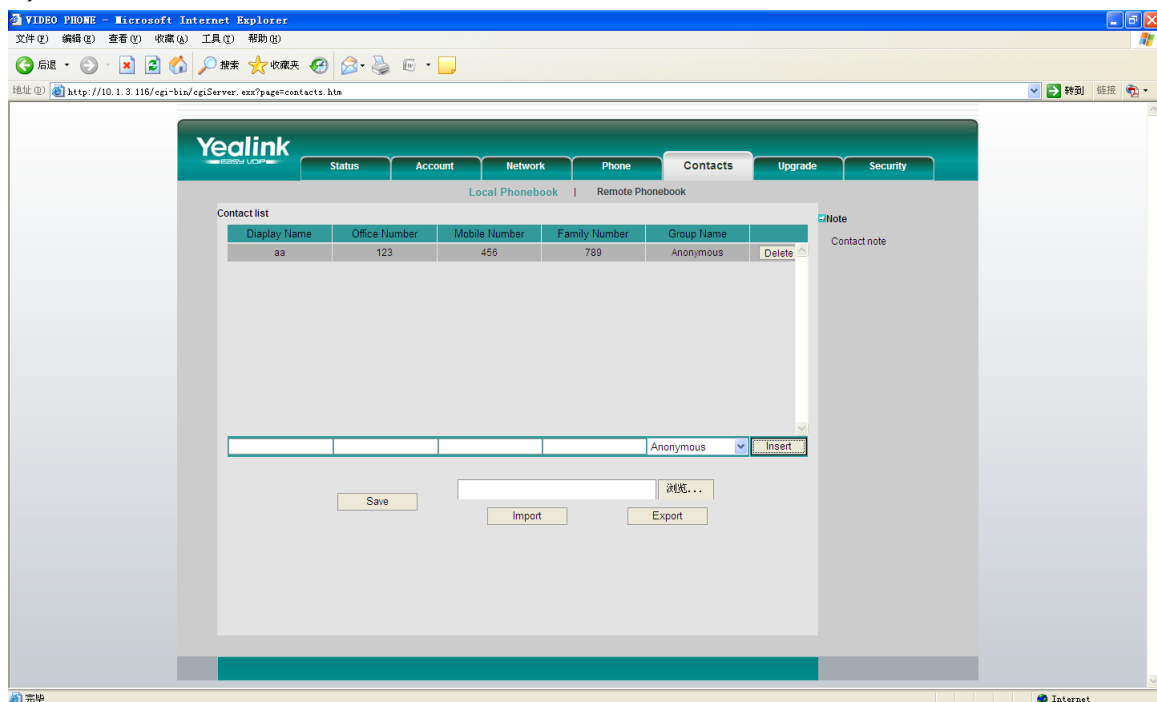 VIDEO PHONE - Microsoft Internet Explorer
文件(F) 编辑(E) 查看(V) 收藏(A) 工具(T) 帮助(H)
后退 搜索 收藏夹
地址(D) http://10.1.3.116/cgi-bin/cgiServer.exx?page=contacts.htm 转到 链接
Yealink
EASY VOIP
Status Account Network Phone Contacts Upgrade Security
Local Phonebook | Remote Phonebook
Contact list
Note
Diaplay Name Office Number Mobile Number Family Number Group Name
Contact note
aa 123 456 789 Anonymous Delete
Anonymous Insert
浏览...
Save
Import Export
完毕 Internet